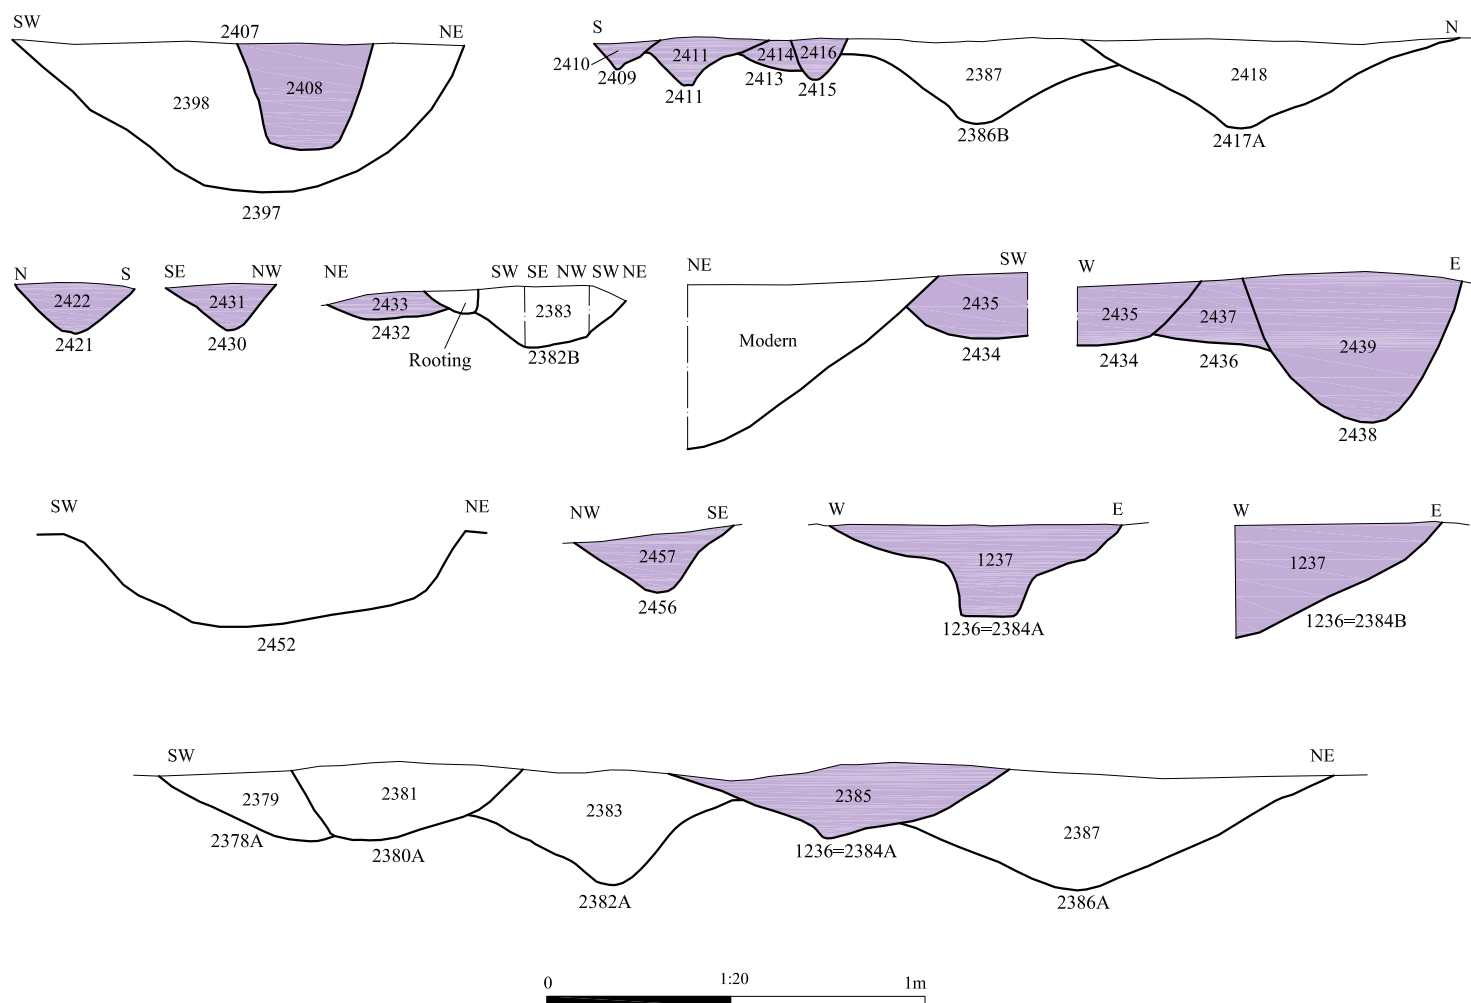 SW 2407 NE
2408
2398
2397
S N
2410 2411 2414 2416 2387 2418
2409 2411 2413 2415 2386B 2417A
N S
2422
2421
SE NW
2431
2430
NE SW SE NW SW NE
2433 2383
2432 Rooting 2382B
NE SW
2435
Modern
2434
W E
2435 2437 2439
2434 2436
2438
SW NE
2452
NW SE
2457
2456
W E
1237
1236=2384A
W E
1237
1236=2384B
SW NE
2379 2381 2383 2385 2387
2378A 2380A 1236=2384A
2382A 2386A
0 1:20 1m